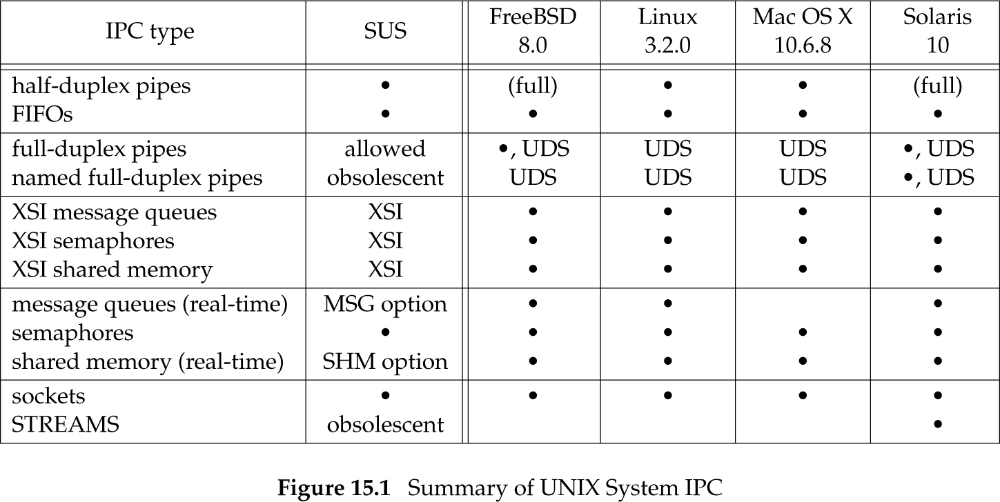 IPC type SUS FreeBSD 8.0 Linux 3.2.0 Mac OS X 10.6.8 Solaris 10
half-duplex pipes • (full) • • (full)
FIFOs • • • • •
full-duplex pipes allowed •, UDS UDS UDS •, UDS
named full-duplex pipes obsolescent UDS UDS UDS •, UDS
XSI message queues XSI • • • •
XSI semaphores XSI • • • •
XSI shared memory XSI • • • •
message queues (real-time) MSG option • • •
semaphores • • • • •
shared memory (real-time) SHM option • • • •
sockets • • • • •
STREAMS obsolescent •
Figure 15.1 Summary of UNIX System IPC